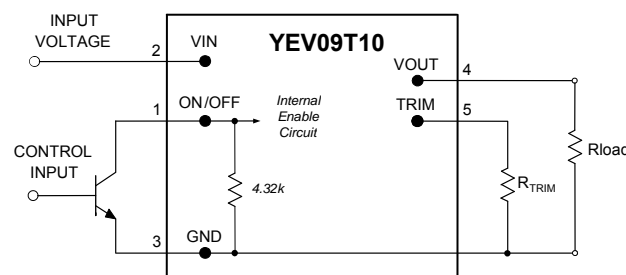 INPUT
VOLTAGE
2
VIN
YEV09T10
VOUT
4
1
ON/OFF
Internal
Enable
Circuit
TRIM
5
CONTROL
INPUT
4.32k
RTRIM
Rload
3
GND